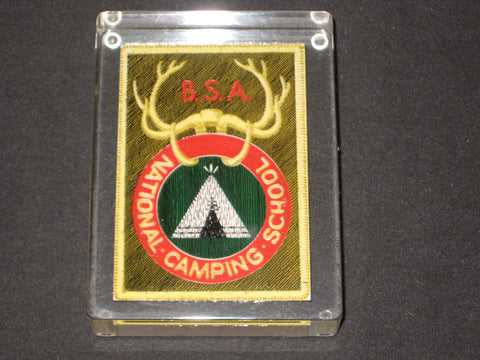 B.S.A.
NATIONAL · CAMPING · SCHOOL